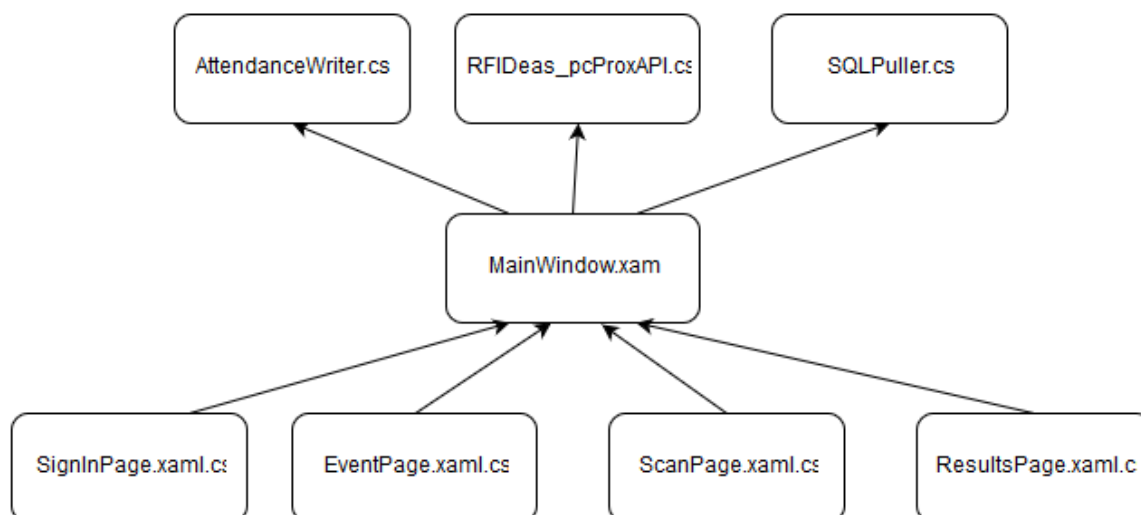 AttendanceWriter.cs
RFIDeas_pcProxAPI.cs
SQLPuller.cs
MainWindow.xam
SignInPage.xaml.cs
EventPage.xaml.cs
ScanPage.xaml.cs
ResultsPage.xaml.c